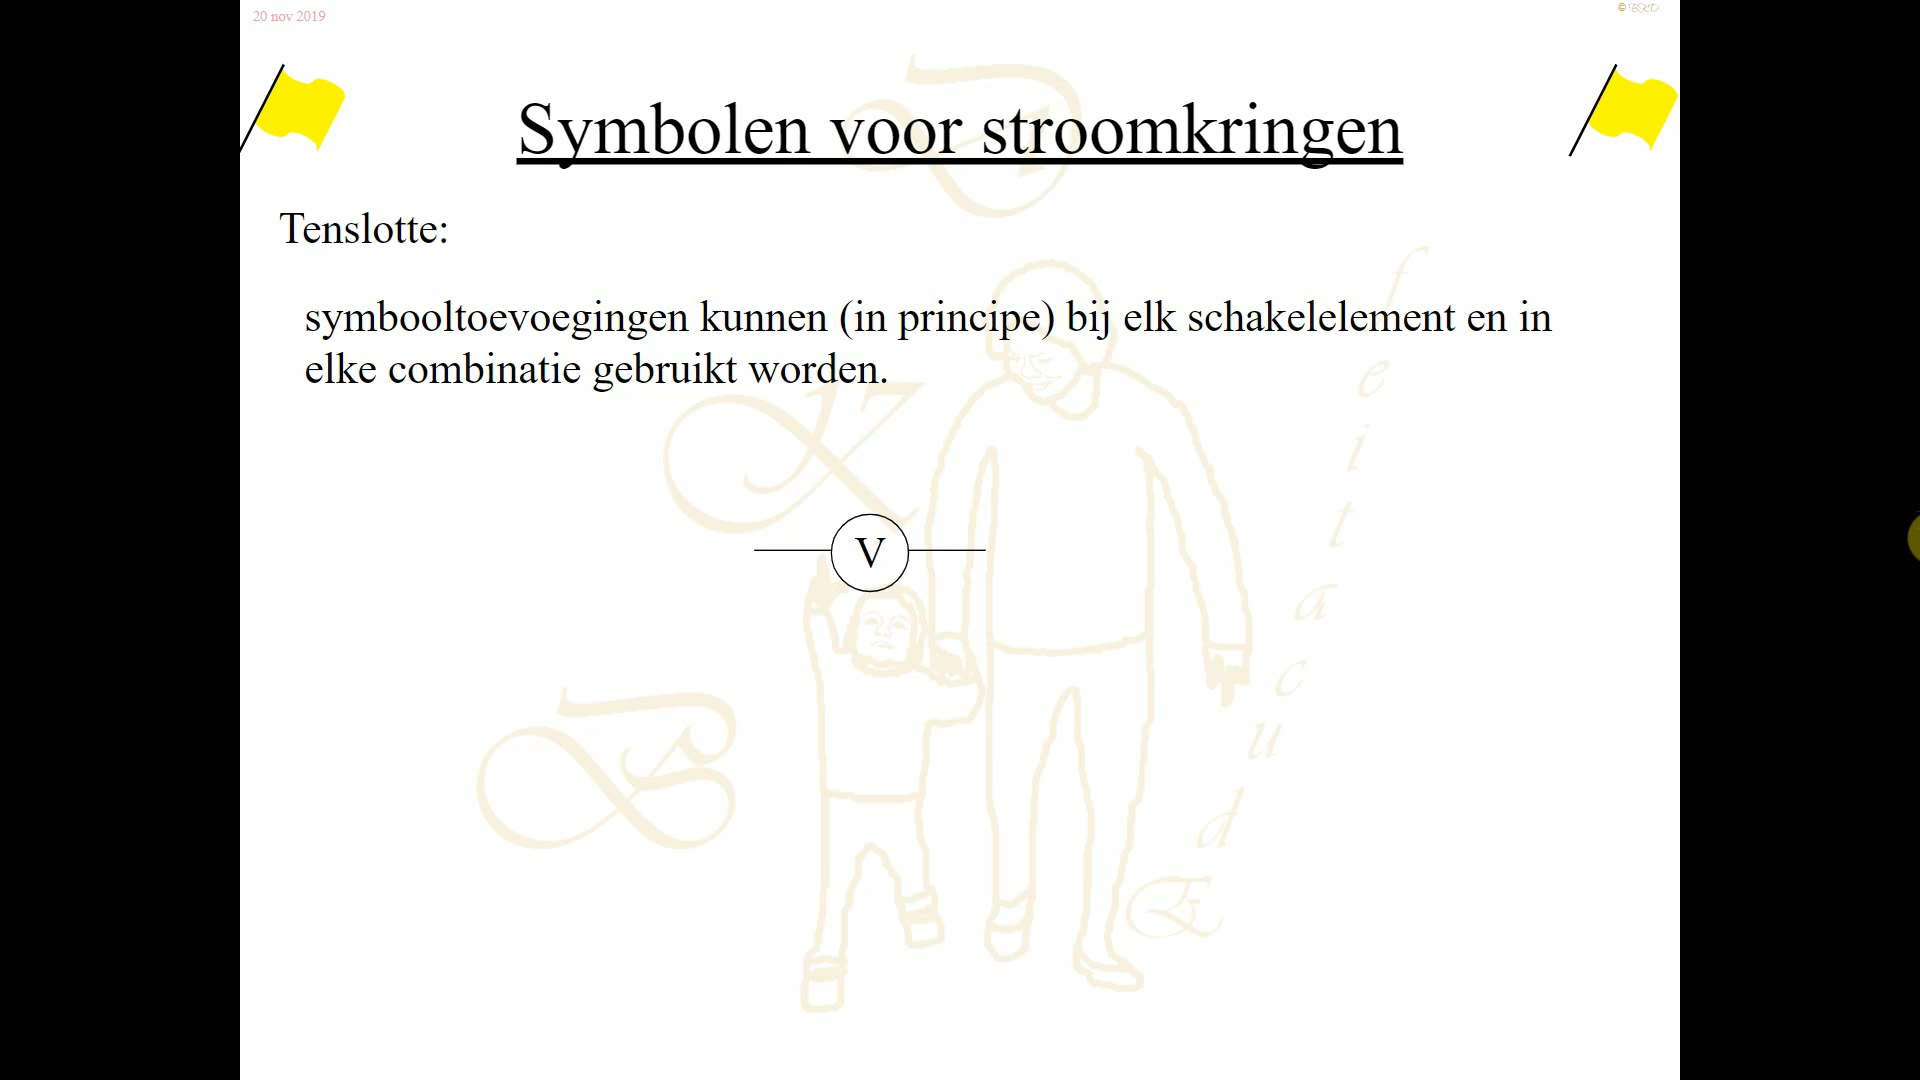 20 nov 2019
© BKD
Symbolen voor stroomkringen
Tenslotte:
symbooltoevoegingen kunnen (in principe) bij elk schakelelement en in
elke combinatie gebruikt worden.
V
B K D
E d u c a t i e f